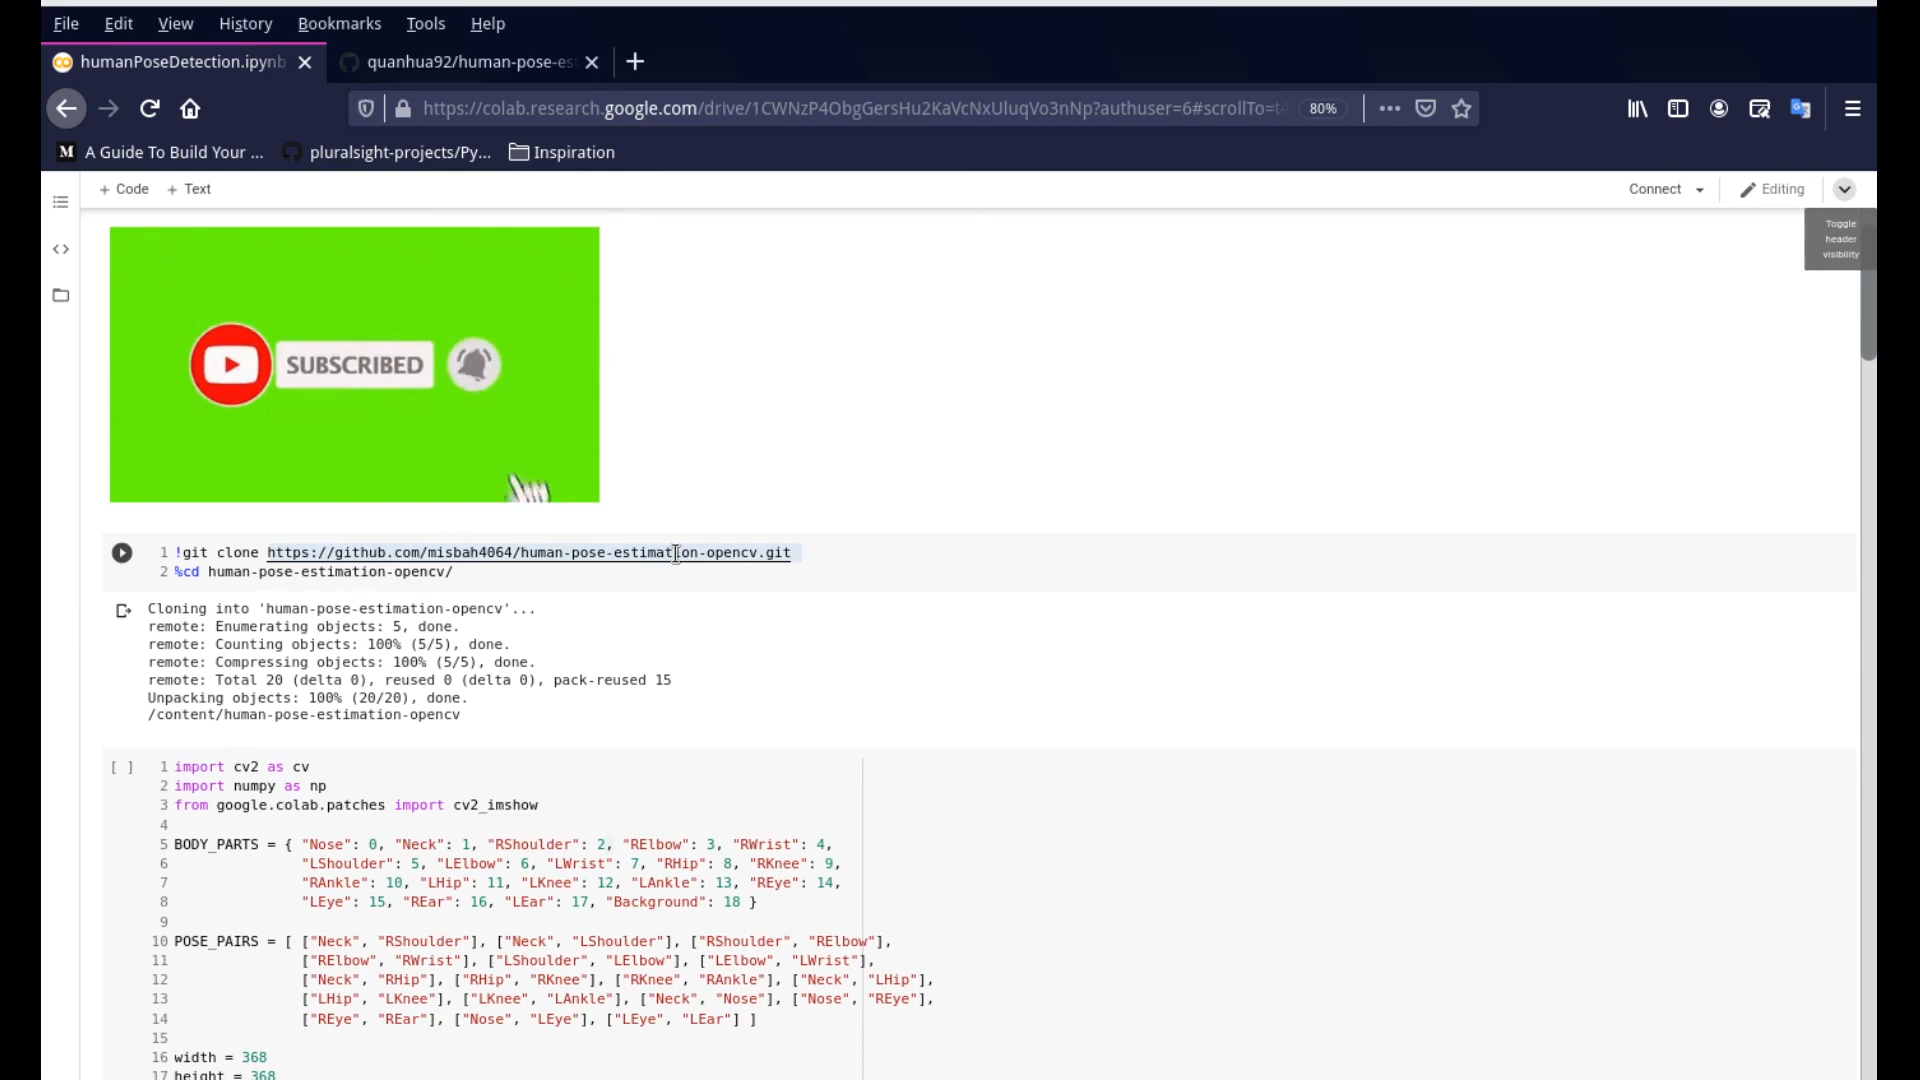 File Edit View History Bookmarks Tools Help
humanPoseDetection.ipynb quanhua92/human-pose-es
https://colab.research.google.com/drive/1CWNzP4ObgGersHu2KaVcNxUluqVo3nNp?authuser=6#scrollTo=t 80%
M A Guide To Build Your ... pluralsight-projects/Py... Inspiration
+ Code + Text Connect Editing
Toggle
header
visibility
SUBSCRIBED
1 !git clone https://github.com/misbah4064/human-pose-estimation-opencv.git
2 %cd human-pose-estimation-opencv/
Cloning into 'human-pose-estimation-opencv'...
remote: Enumerating objects: 5, done.
remote: Counting objects: 100% (5/5), done.
remote: Compressing objects: 100% (5/5), done.
remote: Total 20 (delta 0), reused 0 (delta 0), pack-reused 15
Unpacking objects: 100% (20/20), done.
/content/human-pose-estimation-opencv
[ ] 1 import cv2 as cv
2 import numpy as np
3 from google.colab.patches import cv2_imshow
4
5 BODY_PARTS = { "Nose": 0, "Neck": 1, "RShoulder": 2, "RElbow": 3, "RWrist": 4,
6 "LShoulder": 5, "LElbow": 6, "LWrist": 7, "RHip": 8, "RKnee": 9,
7 "RAnkle": 10, "LHip": 11, "LKnee": 12, "LAnkle": 13, "REye": 14,
8 "LEye": 15, "REar": 16, "LEar": 17, "Background": 18 }
9
10 POSE_PAIRS = [ ["Neck", "RShoulder"], ["Neck", "LShoulder"], ["RShoulder", "RElbow"],
11 ["RElbow", "RWrist"], ["LShoulder", "LElbow"], ["LElbow", "LWrist"],
12 ["Neck", "RHip"], ["RHip", "RKnee"], ["RKnee", "RAnkle"], ["Neck", "LHip"],
13 ["LHip", "LKnee"], ["LKnee", "LAnkle"], ["Neck", "Nose"], ["Nose", "REye"],
14 ["REye", "REar"], ["Nose", "LEye"], ["LEye", "LEar"] ]
15
16 width = 368
17 height = 368